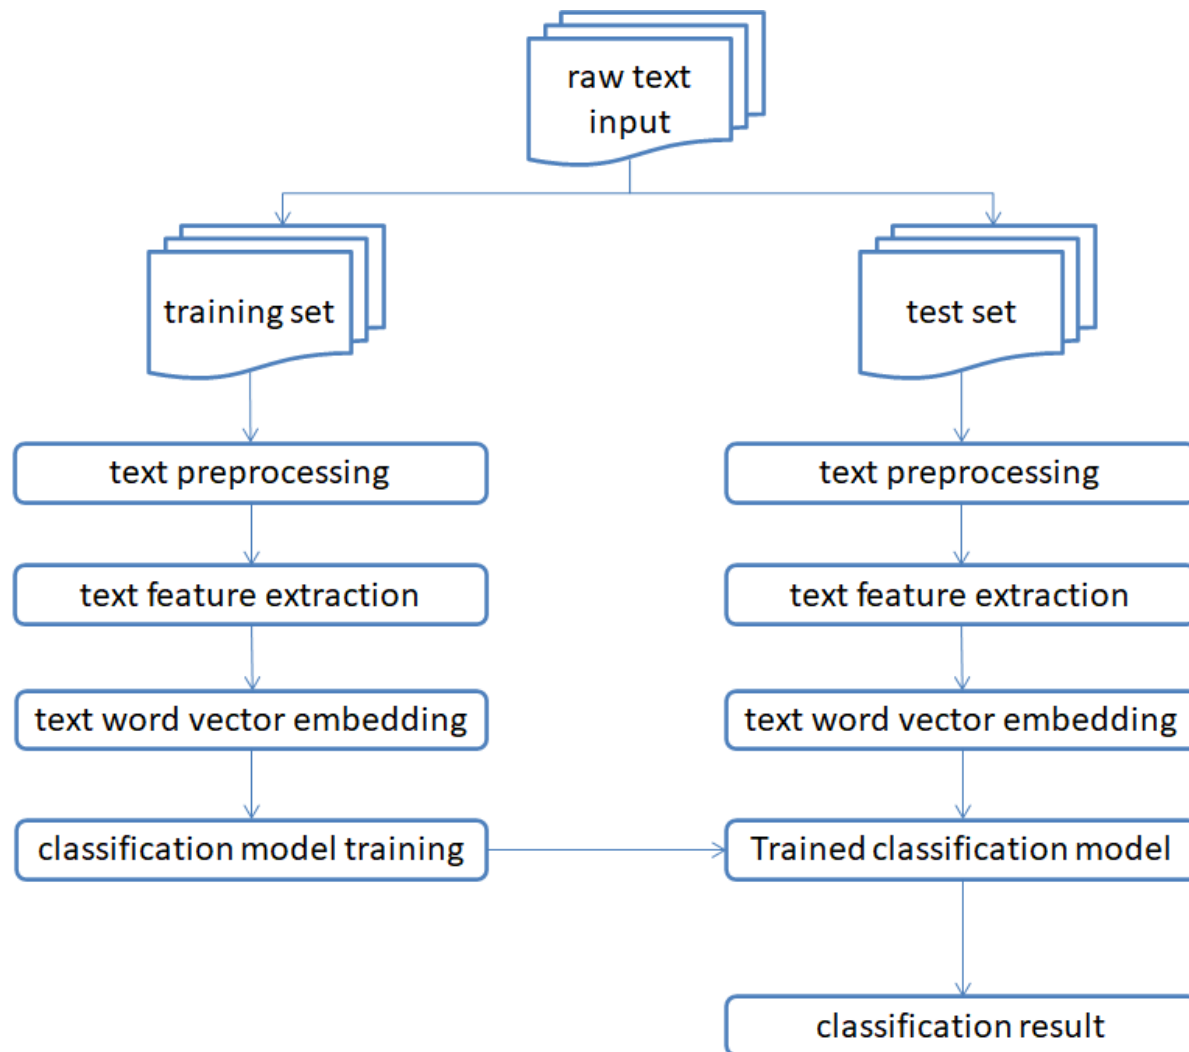 raw text
input
training set
test set
text preprocessing
text preprocessing
text feature extraction
text feature extraction
text word vector embedding
text word vector embedding
classification model training
Trained classification model
classification result